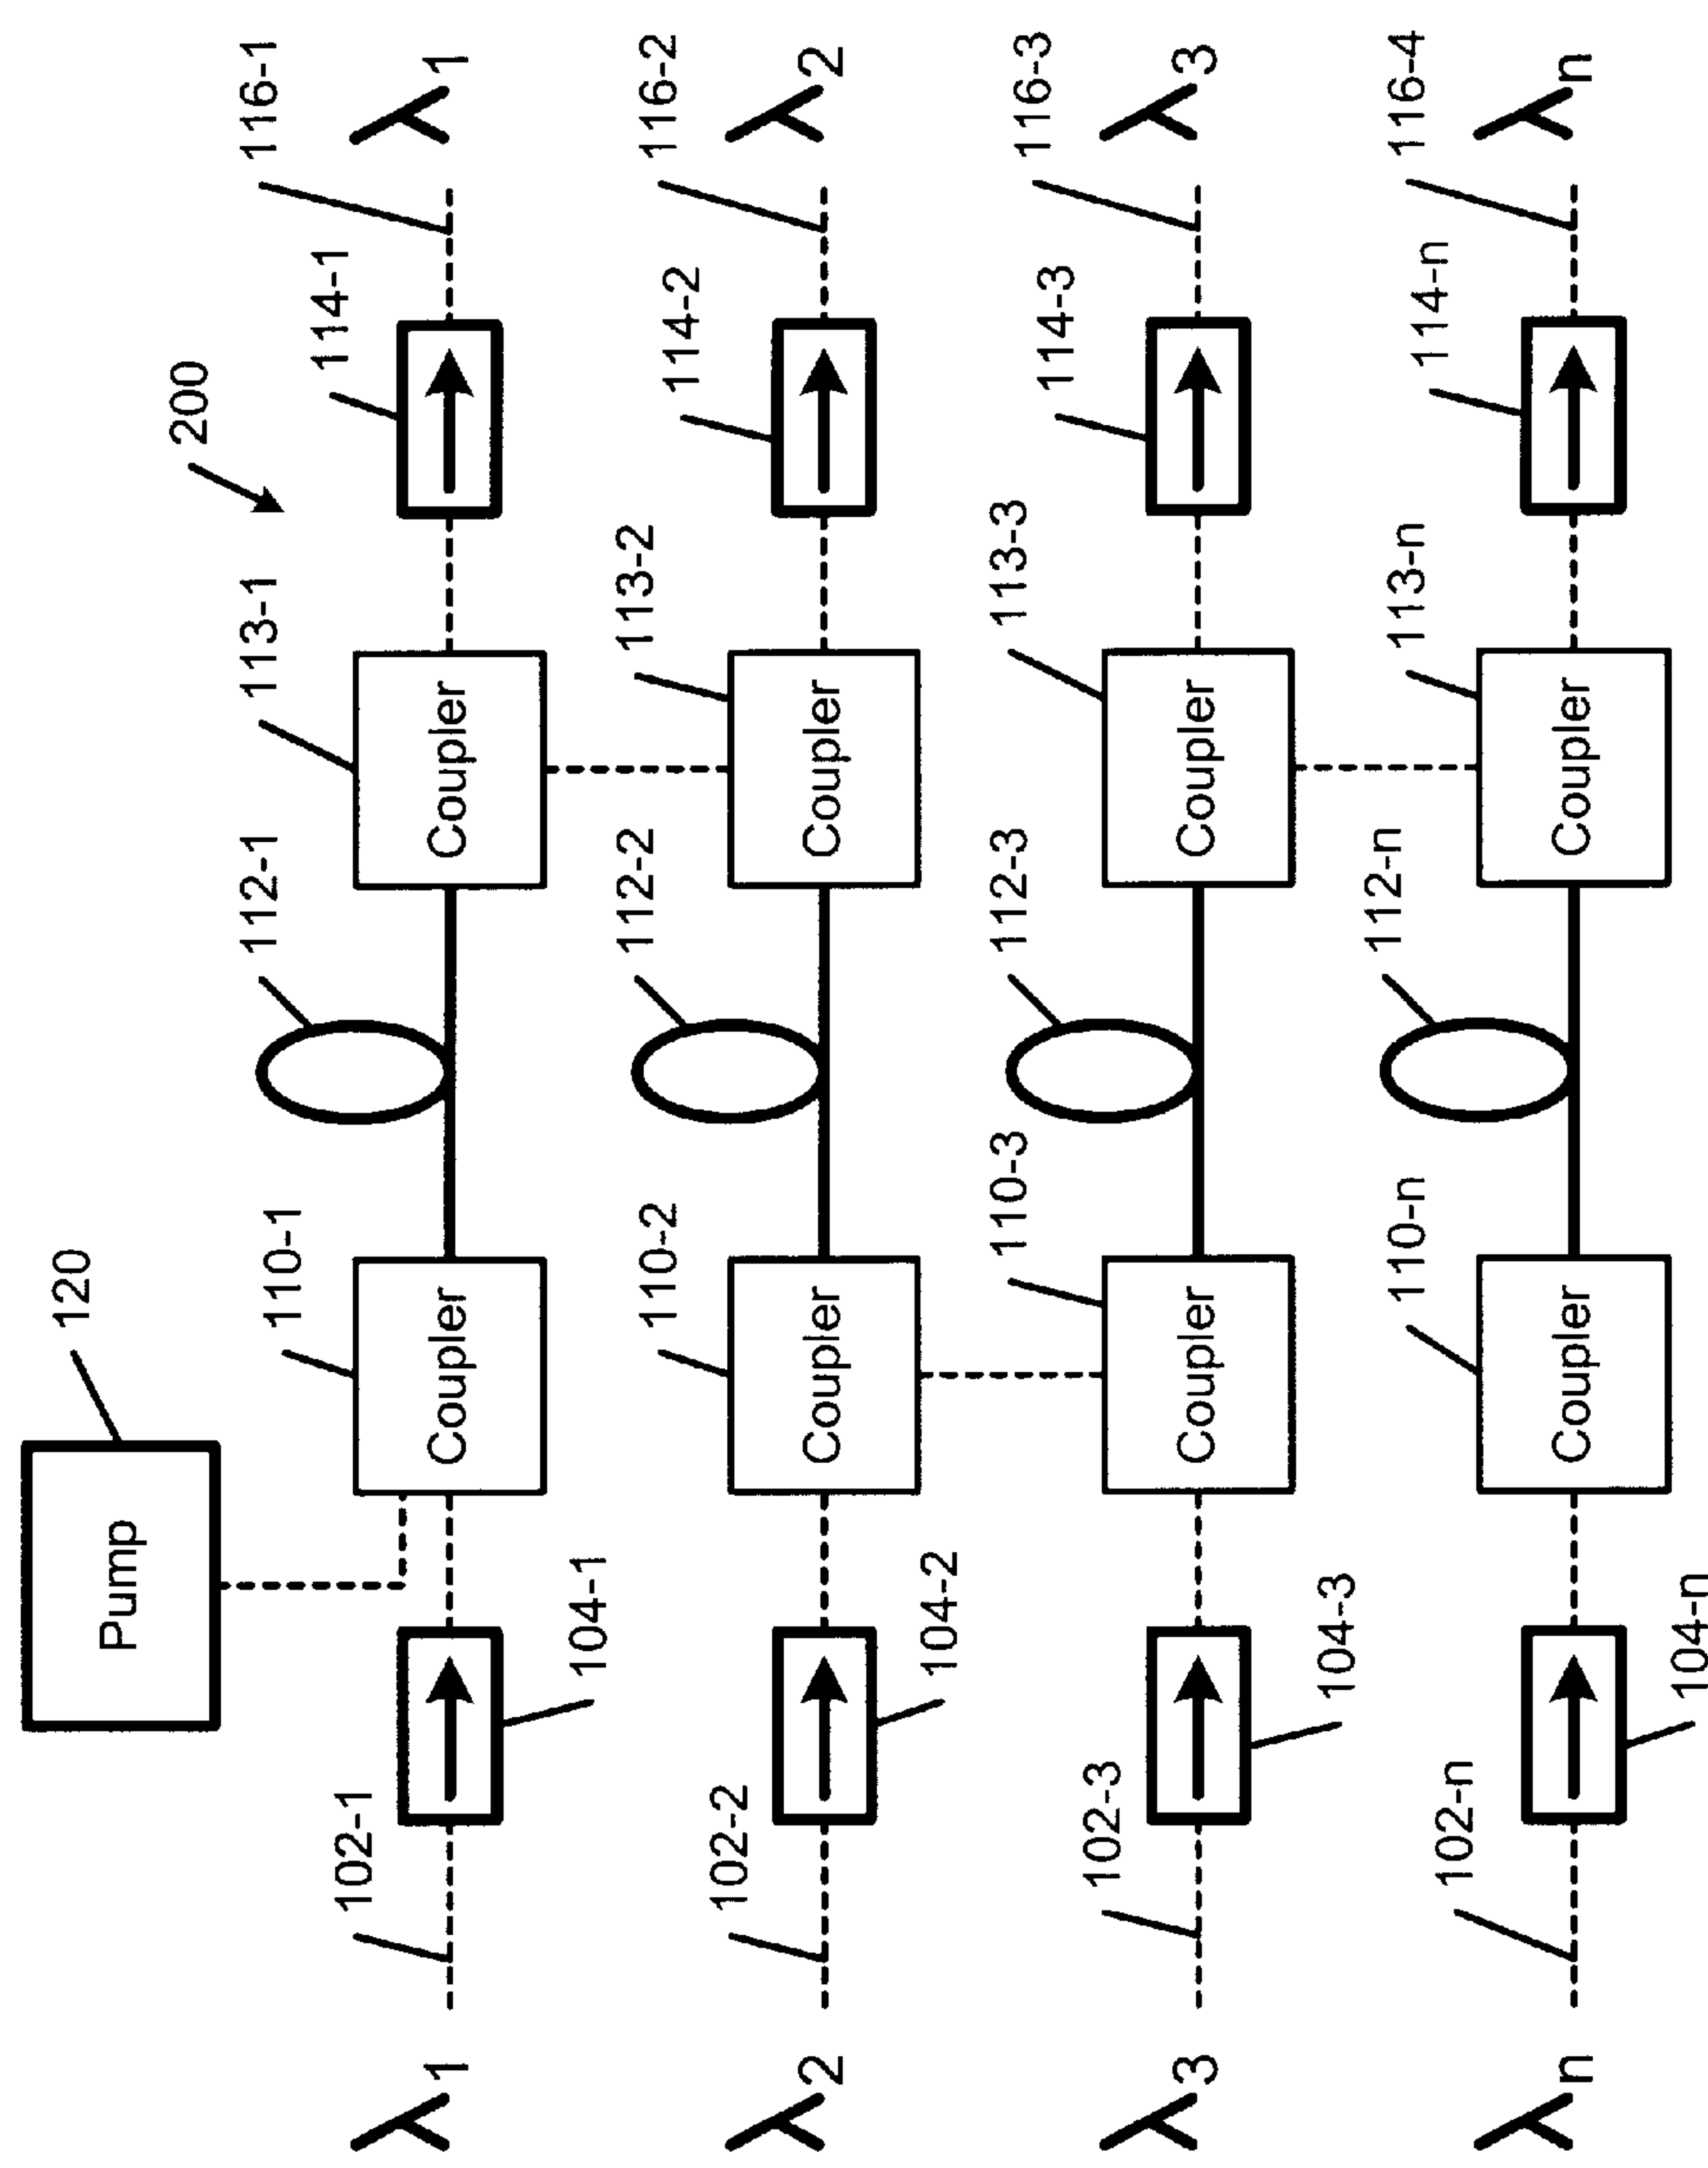 Pump
120
200
λ1
102-1
104-1
110-1
Coupler
112-1
113-1
Coupler
114-1
116-1
λ1
λ2
102-2
104-2
110-2
Coupler
112-2
113-2
Coupler
114-2
116-2
λ2
λ3
102-3
104-3
110-3
Coupler
112-3
113-3
Coupler
114-3
116-3
λ3
λn
102-n
104-n
110-n
Coupler
112-n
113-n
Coupler
114-n
116-4
λn